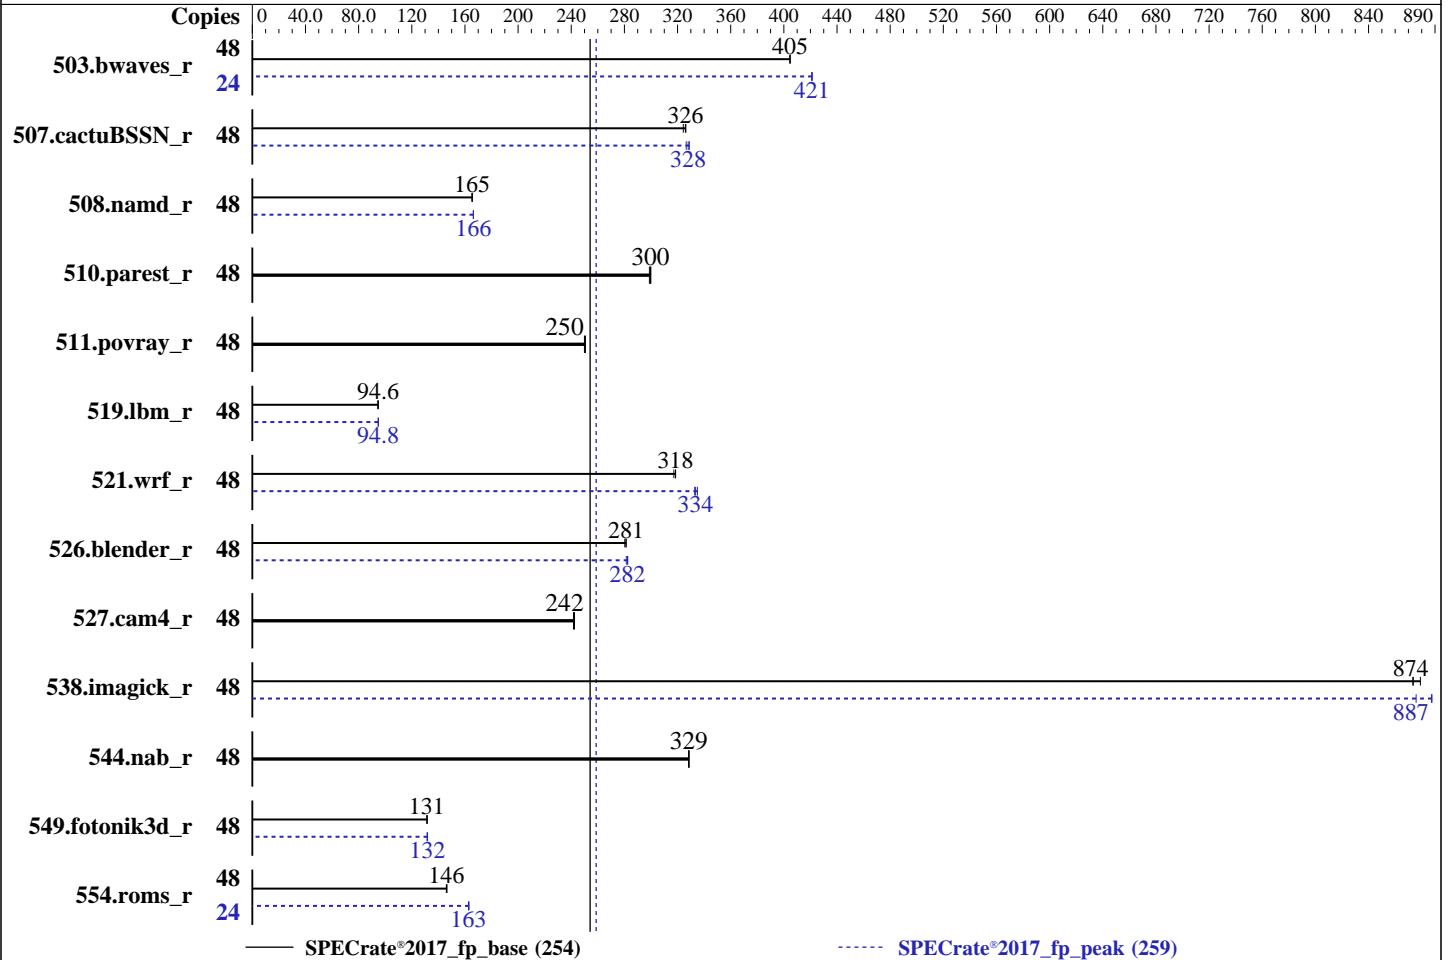 Copies 0 40.0 80.0 120 160 200 240 280 320 360 400 440 480 520 560 600 640 680 720 760 800 840 890
503.bwaves_r 48 405
24 421
507.cactuBSSN_r 48 326
328
508.namd_r 48 165
166
510.parest_r 48 300
511.povray_r 48 250
519.lbm_r 48 94.6
94.8
521.wrf_r 48 318
334
526.blender_r 48 281
282
527.cam4_r 48 242
538.imagick_r 48 874
887
544.nab_r 48 329
549.fotonik3d_r 48 131
132
554.roms_r 48 146
24 163
SPECrate®2017_fp_base (254) SPECrate®2017_fp_peak (259)